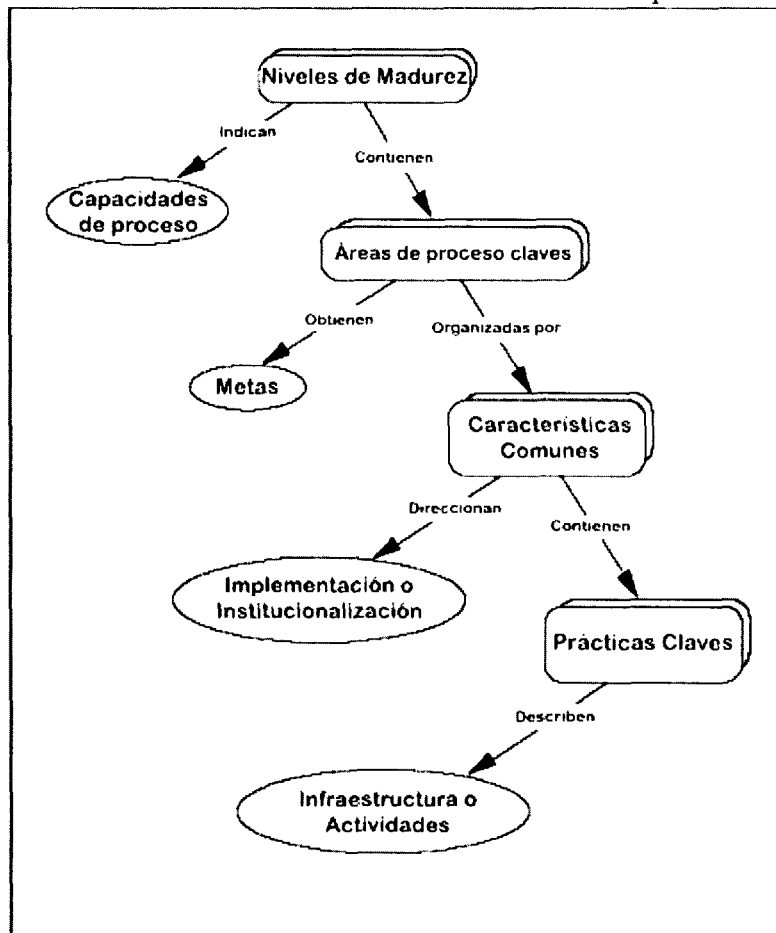 Niveles de Madurez
Indican
Contienen
Capacidades
de proceso
Áreas de proceso claves
Obtienen
Organizadas por
Metas
Características
Comunes
Direccionan
Contienen
Implementación o
Institucionalización
Prácticas Claves
Describen
Infraestructura o
Actividades